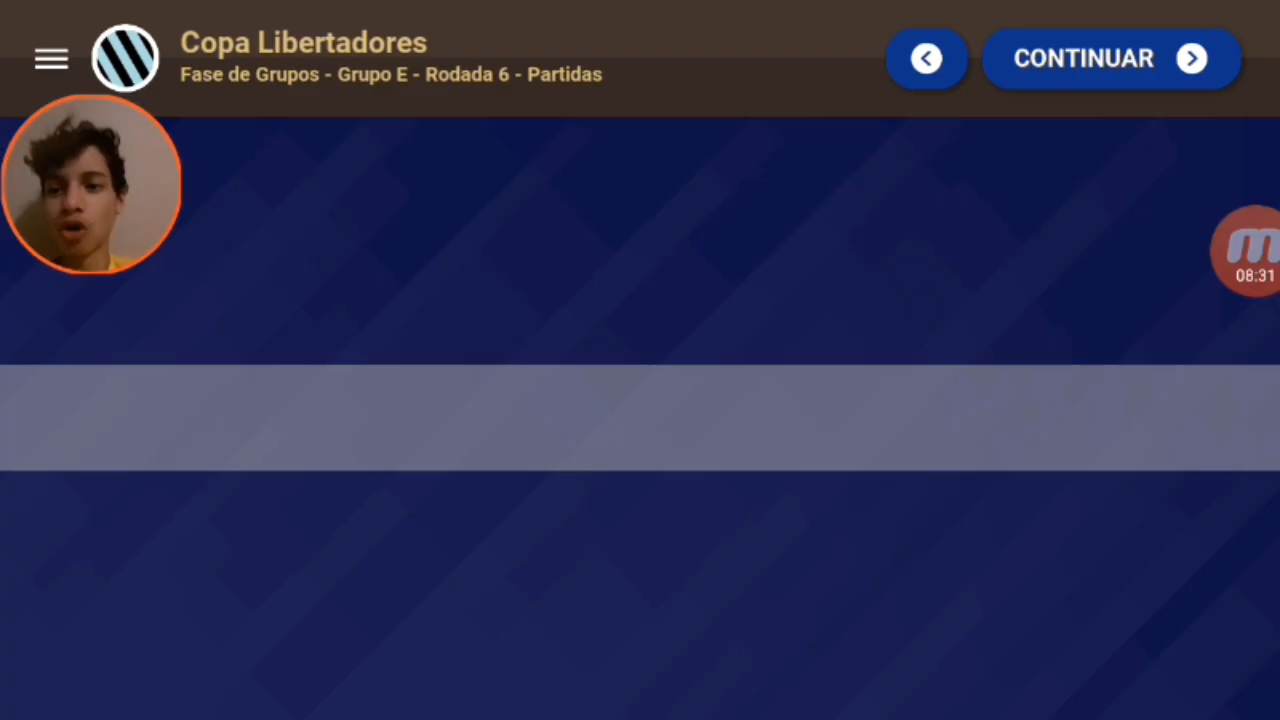 Copa Libertadores
Fase de Grupos - Grupo E - Rodada 6 - Partidas
CONTINUAR
08:31